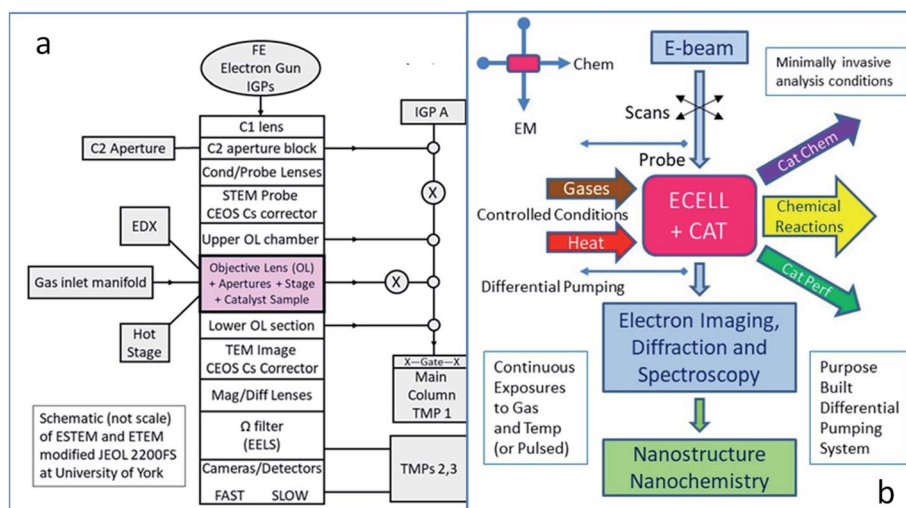 a
FE
Electron Gun
IGPs
C1 lens
C2 Aperture
C2 aperture block
Cond/Probe Lenses
STEM Probe
CEOS Cs corrector
EDX
Upper OL chamber
Gas inlet manifold
Objective Lens (OL)
+ Apertures + Stage
+ Catalyst Sample
Hot
Stage
Lower OL section
TEM Image
CEOS Cs Corrector
Mag/Diff Lenses
Ω filter
(EELS)
Cameras/Detectors
FAST SLOW
IGP A
X
X
X—Gate—X
Main
Column
TMP 1
TMPs 2,3
Schematic (not scale)
of ESTEM and ETEM
modified JEOL 2200FS
at University of York
Chem
EM
E-beam
Minimally invasive
analysis conditions
Scans
Probe
Gases
Controlled Conditions
Heat
Differential Pumping
ECELL
+ CAT
Cat Chem
Chemical
Reactions
Cat Perf
Electron Imaging,
Diffraction and
Spectroscopy
Continuous
Exposures
to Gas
and Temp
(or Pulsed)
Purpose
Built
Differential
Pumping
System
Nanostructure
Nanochemistry
b